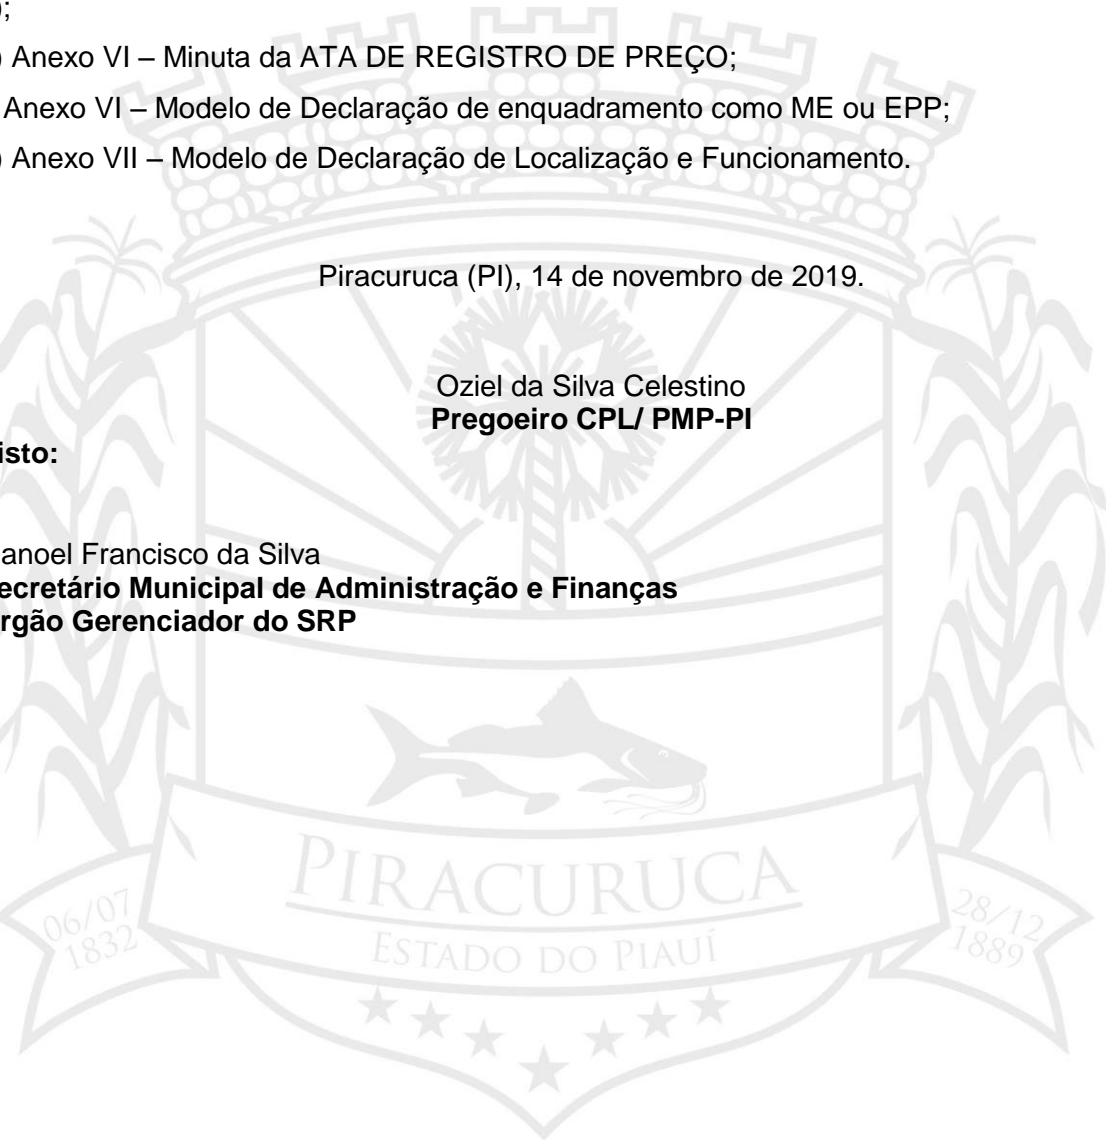 );
) Anexo VI – Minuta da ATA DE REGISTRO DE PREÇO;
Anexo VI – Modelo de Declaração de enquadramento como ME ou EPP;
) Anexo VII – Modelo de Declaração de Localização e Funcionamento.
Piracuruca (PI), 14 de novembro de 2019.
Oziel da Silva Celestino
Pregoeiro CPL/ PMP-PI
isto:
anoel Francisco da Silva
ecretário Municipal de Administração e Finanças
rgão Gerenciador do SRP
PIRACURUCA
ESTADO DO PIAUÍ
06/07
1832
28/12
1889